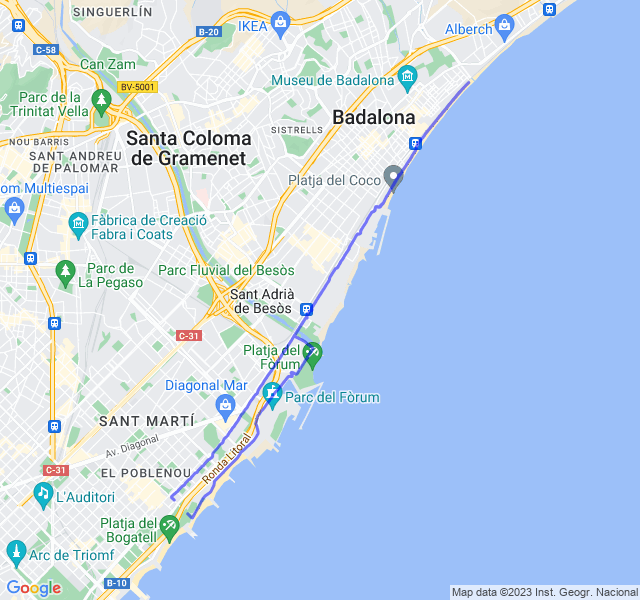 SINGUERLÍN
IKEA
B-20
Alberch
C-58
Can Zam
BV-5001
Museu de Badalona
Parc de la
Trinitat Vella
Badalona
NOU BARRIS
Santa Coloma
de Gramenet
SISTRELLS
SANT ANDREU
DE PALOMAR
Platja del Coco
om Multiespai
Fàbrica de Creació
Fabra i Coats
Parc de
La Pegaso
Parc Fluvial del Besòs
Sant Adrià
de Besòs
C-31
Platja del
Fòrum
Diagonal Mar
Parc del Fòrum
SANT MARTÍ
Av. Diagonal
Ronda Litoral
C-31
EL POBLENOU
L'Auditori
Platja del
Bogatell
Arc de Triomf
B-10
Google
Map data ©2023 Inst. Geogr. Nacional